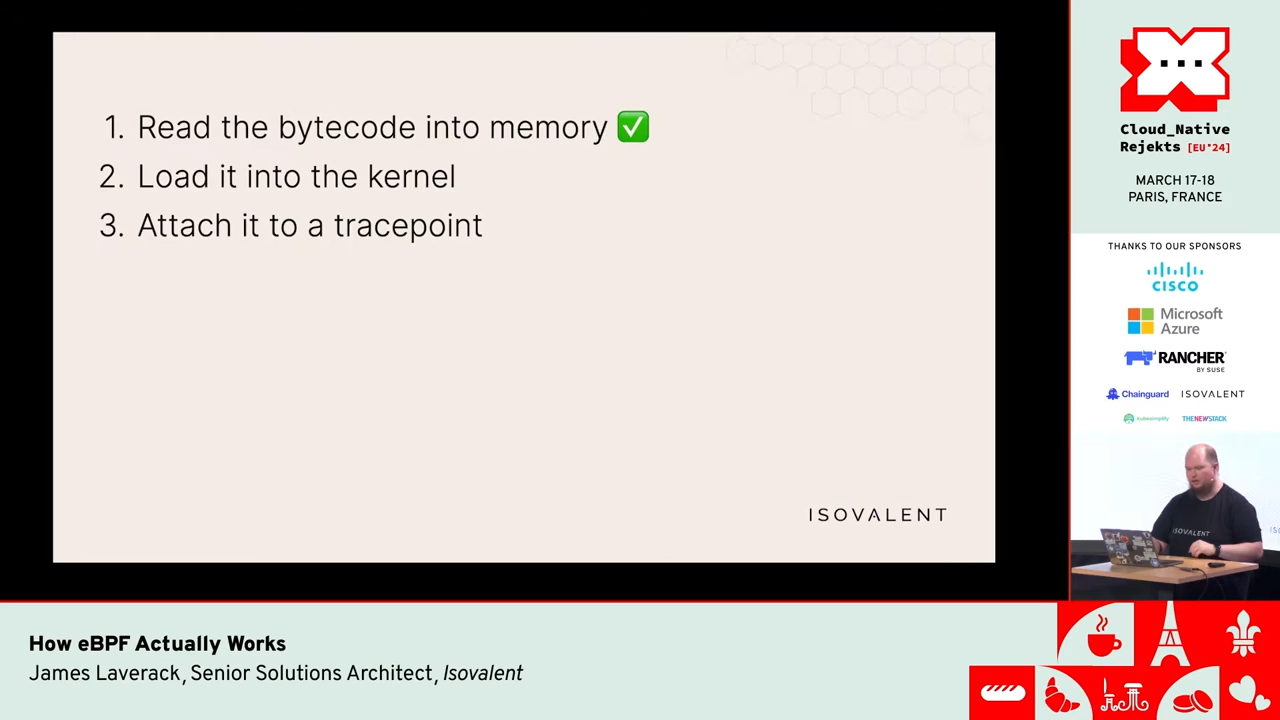 1. Read the bytecode into memory ✅
2. Load it into the kernel
3. Attach it to a tracepoint
ISOVALENT
Cloud_Native
Rejekts [EU'24]
MARCH 17-18
PARIS, FRANCE
THANKS TO OUR SPONSORS
CISCO
Microsoft
Azure
RANCHER
BY SUSE
Chainguard
ISOVALENT
kubesimplify
THENEWSTACK
ISOVALENT
How eBPF Actually Works
James Laverack, Senior Solutions Architect, Isovalent